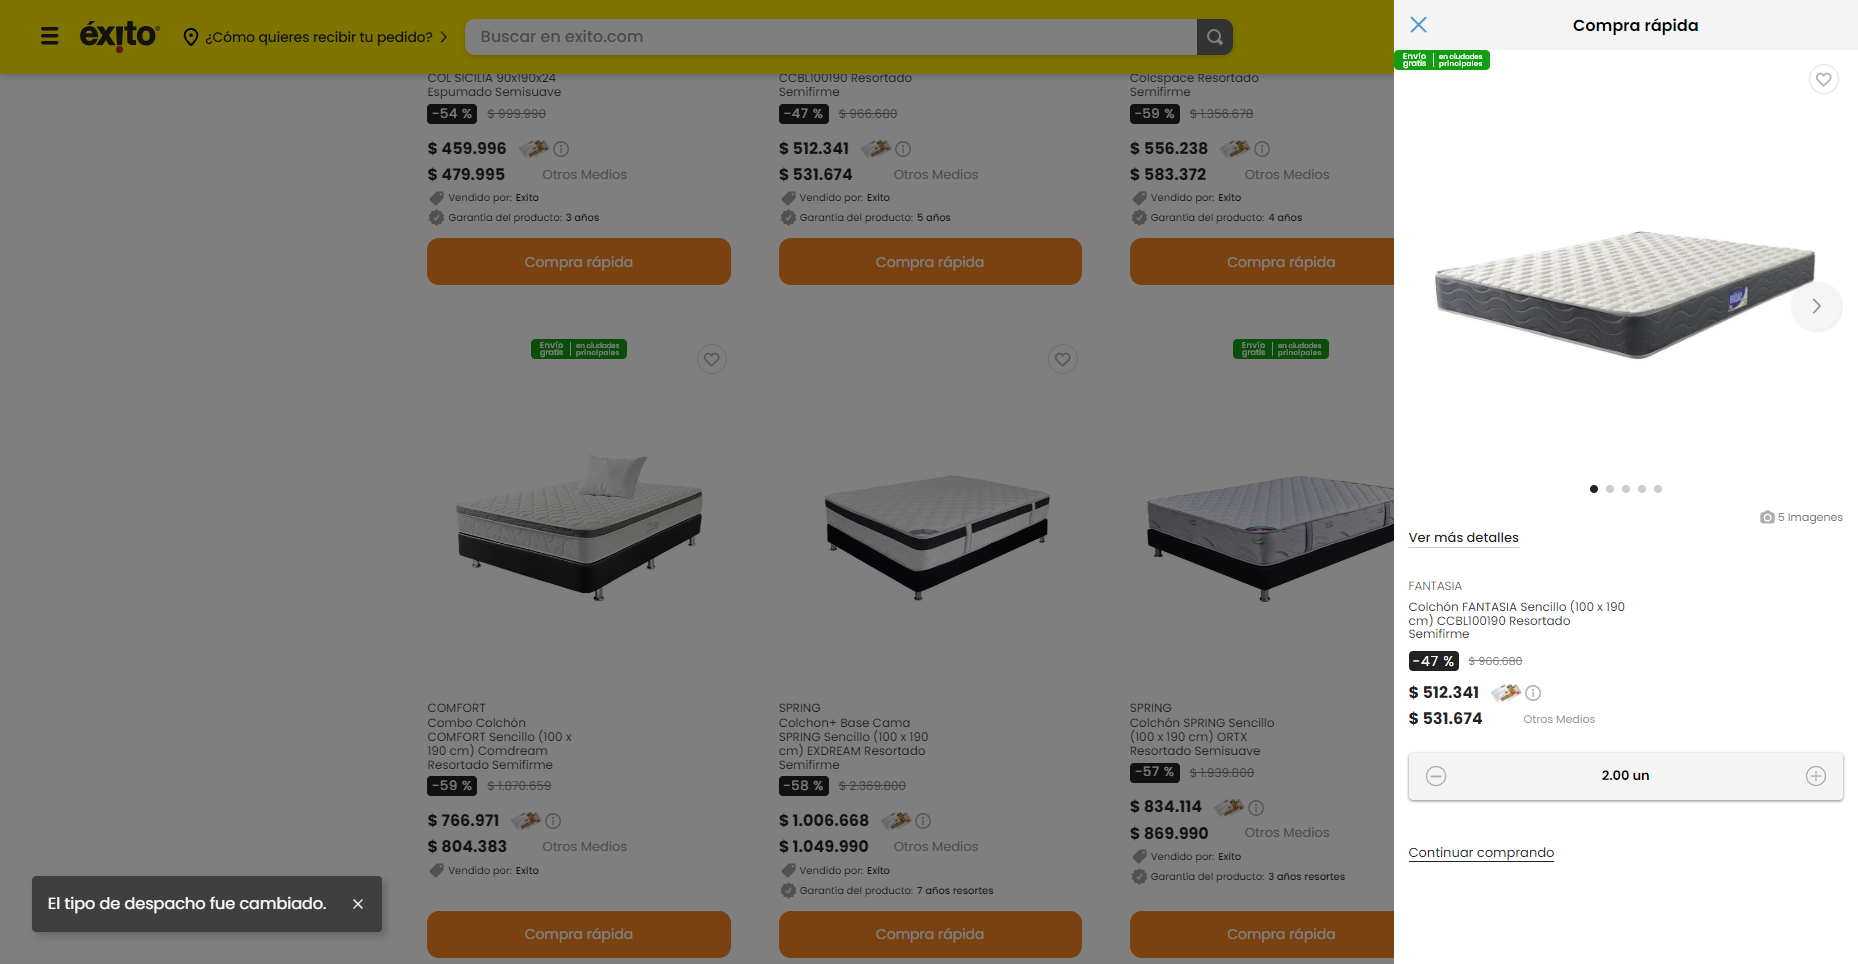 éxito
¿Cómo quieres recibir tu pedido?
Buscar en exito.com
COL SICILIA 90x190x24
Espumado Semisuave
-54 % $ 999.990
$ 459.996
$ 479.995 Otros Medios
Vendido por: Exito
Garantía del producto: 3 años
Compra rápida
CCBL100190 Resortado
Semifirme
-47 % $ 966.680
$ 512.341
$ 531.674 Otros Medios
Vendido por: Exito
Garantía del producto: 5 años
Compra rápida
Colcspace Resortado
Semifirme
-59 % $ 1.356.678
$ 556.238
$ 583.372 Otros Medios
Vendido por: Exito
Garantía del producto: 4 años
Compra rápida
Envío gratis en ciudades principales
COMFORT
Combo Colchón
COMFORT Sencillo (100 x
190 cm) Comdream
Resortado Semifirme
-59 % $ 1.870.659
$ 766.971
$ 804.383 Otros Medios
Vendido por: Exito
Compra rápida
SPRING
Colchon+ Base Cama
SPRING Sencillo (100 x 190
cm) EXDREAM Resortado
Semifirme
-58 % $ 2.369.800
$ 1.006.668
$ 1.049.990 Otros Medios
Vendido por: Exito
Garantía del producto: 7 años resortes
Compra rápida
Envío gratis en ciudades principales
SPRING
Colchón SPRING Sencillo
(100 x 190 cm) ORTX
Resortado Semisuave
-57 % $ 1.939.800
$ 834.114
$ 869.990 Otros Medios
Vendido por: Exito
Garantía del producto: 3 años resortes
Compra rápida
El tipo de despacho fue cambiado.
Compra rápida
Envío gratis en ciudades principales
5 Imagenes
Ver más detalles
FANTASIA
Colchón FANTASIA Sencillo (100 x 190
cm) CCBL100190 Resortado
Semifirme
-47 % $ 966.680
$ 512.341
$ 531.674 Otros Medios
2.00 un
Continuar comprando